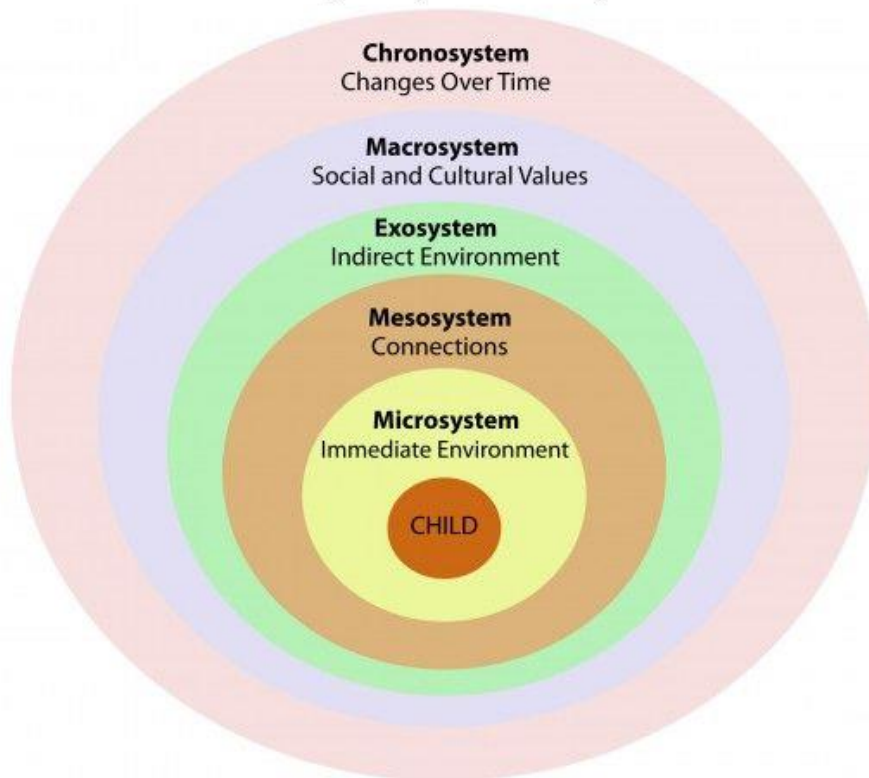 Chronosystem
Changes Over Time
Macrosystem
Social and Cultural Values
Exosystem
Indirect Environment
Mesosystem
Connections
Microsystem
Immediate Environment
CHILD